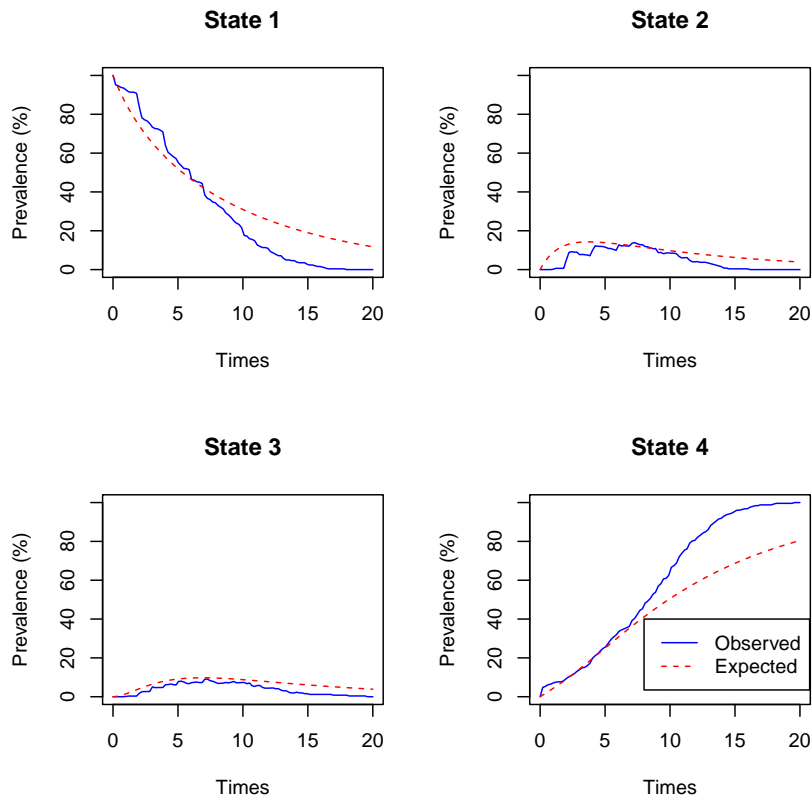 State 1
Prevalence (%)
0 20 40 60 80
0 5 10 15 20
Times
State 2
Prevalence (%)
0 20 40 60 80
0 5 10 15 20
Times
State 3
Prevalence (%)
0 20 40 60 80
0 5 10 15 20
Times
State 4
Prevalence (%)
0 20 40 60 80
Observed
Expected
0 5 10 15 20
Times